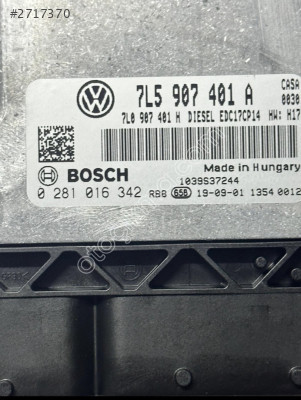 #2717370
7L5 907 401 A
CASA
7L0 907 401 H DIESEL EDC17CP14 HW: H17
0030
Made in Hungary
BOSCH
1039S37244
0 281 016 342 RBB 658 19-09-01 1354 0012